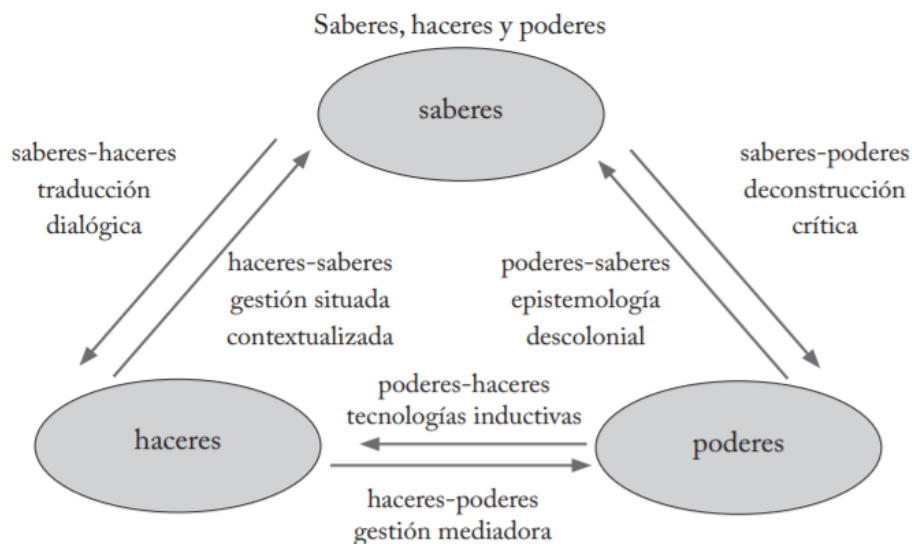 Saberes, haceres y poderes
saberes
saberes-haceres
traducción
dialógica
saberes-poderes
deconstrucción
crítica
haceres-saberes
gestión situada
contextualizada
poderes-saberes
epistemología
descolonial
haceres
poderes-haceres
tecnologías inductivas
poderes
haceres-poderes
gestión mediadora